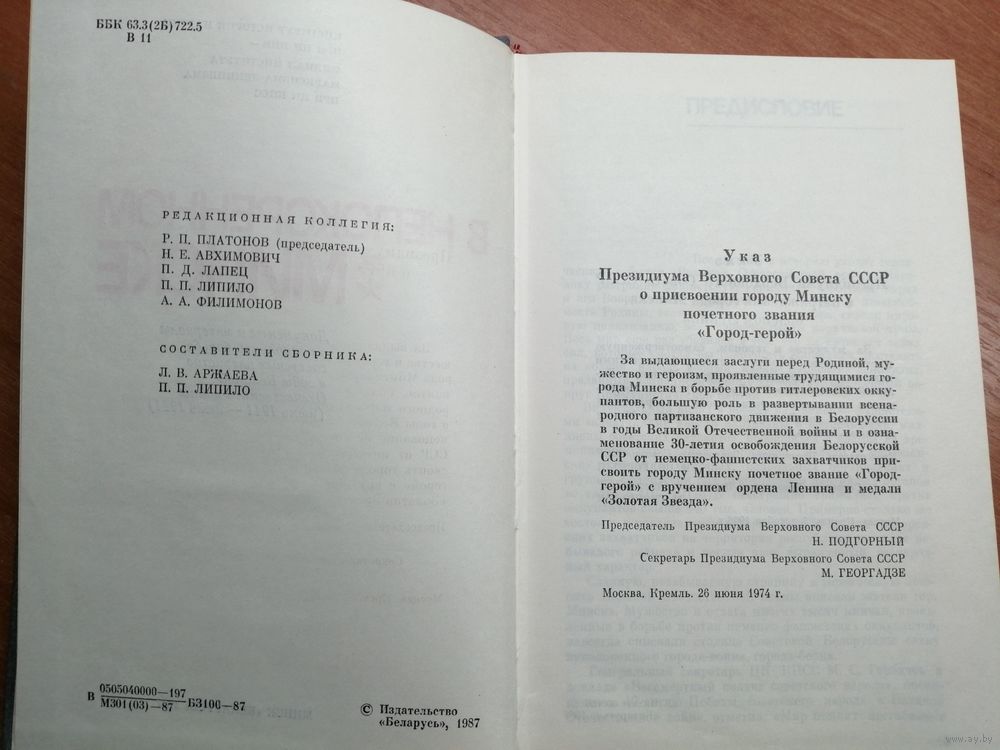 ББК 63.3(2Б)722.5
В 11
РЕДАКЦИОННАЯ КОЛЛЕГИЯ:
Р. П. ПЛАТОНОВ (председатель)
Н. Е. АВХИМОВИЧ
П. Д. ЛАПЕЦ
П. П. ЛИПИЛО
А. А. ФИЛИМОНОВ
СОСТАВИТЕЛИ СБОРНИКА:
Л. В. АРЖАЕВА
П. П. ЛИПИЛО
В 0505040000—197
М301(03)—87 БЗ100—87
© Издательство
«Беларусь», 1987
ПРЕДИСЛОВИЕ
Указ
Президиума Верховного Совета СССР
о присвоении городу Минску
почетного звания
«Город-герой»
За выдающиеся заслуги перед Родиной, му-
жество и героизм, проявленные трудящимися го-
рода Минска в борьбе против гитлеровских окку-
пантов, большую роль в развертывании всена-
родного партизанского движения в Белоруссии
в годы Великой Отечественной войны и в озна-
менование 30-летия освобождения Белорусской
ССР от немецко-фашистских захватчиков при-
своить городу Минску почетное звание «Город-
герой» с вручением ордена Ленина и медали
«Золотая Звезда».
Председатель Президиума Верховного Совета СССР
Н. ПОДГОРНЫЙ
Секретарь Президиума Верховного Совета СССР
М. ГЕОРГАДЗЕ
Москва, Кремль. 26 июня 1974 г.
www.ay.by